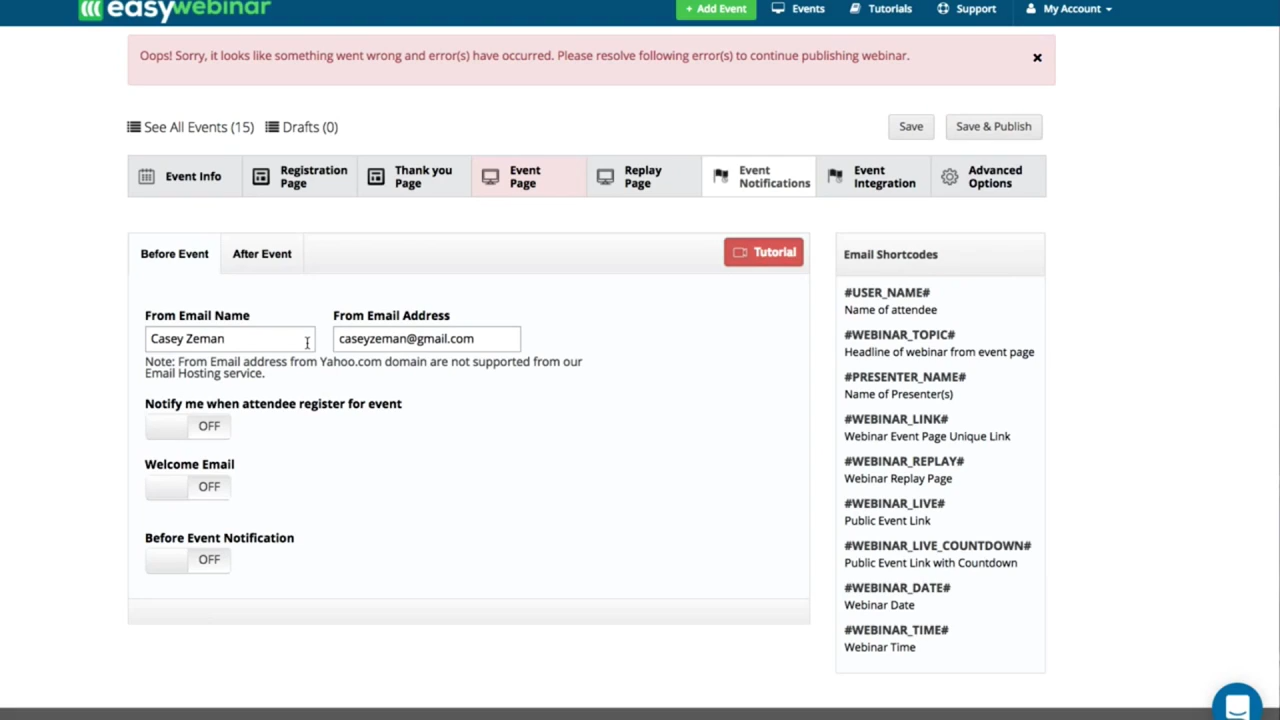 easywebinar
+ Add Event Events Tutorials Support My Account
Oops! Sorry, it looks like something went wrong and error(s) have occurred. Please resolve following error(s) to continue publishing webinar.
See All Events (15) Drafts (0) Save Save & Publish
Event Info
Registration
Page
Thank you
Page
Event
Page
Replay
Page
Event
Notifications
Event
Integration
Advanced
Options
Before Event After Event Tutorial
From Email Name From Email Address
Casey Zeman caseyzeman@gmail.com
Note: From Email address from Yahoo.com domain are not supported from our
Email Hosting service.
Notify me when attendee register for event
OFF
Welcome Email
OFF
Before Event Notification
OFF
Email Shortcodes
#USER_NAME#
Name of attendee
#WEBINAR_TOPIC#
Headline of webinar from event page
#PRESENTER_NAME#
Name of Presenter(s)
#WEBINAR_LINK#
Webinar Event Page Unique Link
#WEBINAR_REPLAY#
Webinar Replay Page
#WEBINAR_LIVE#
Public Event Link
#WEBINAR_LIVE_COUNTDOWN#
Public Event Link with Countdown
#WEBINAR_DATE#
Webinar Date
#WEBINAR_TIME#
Webinar Time